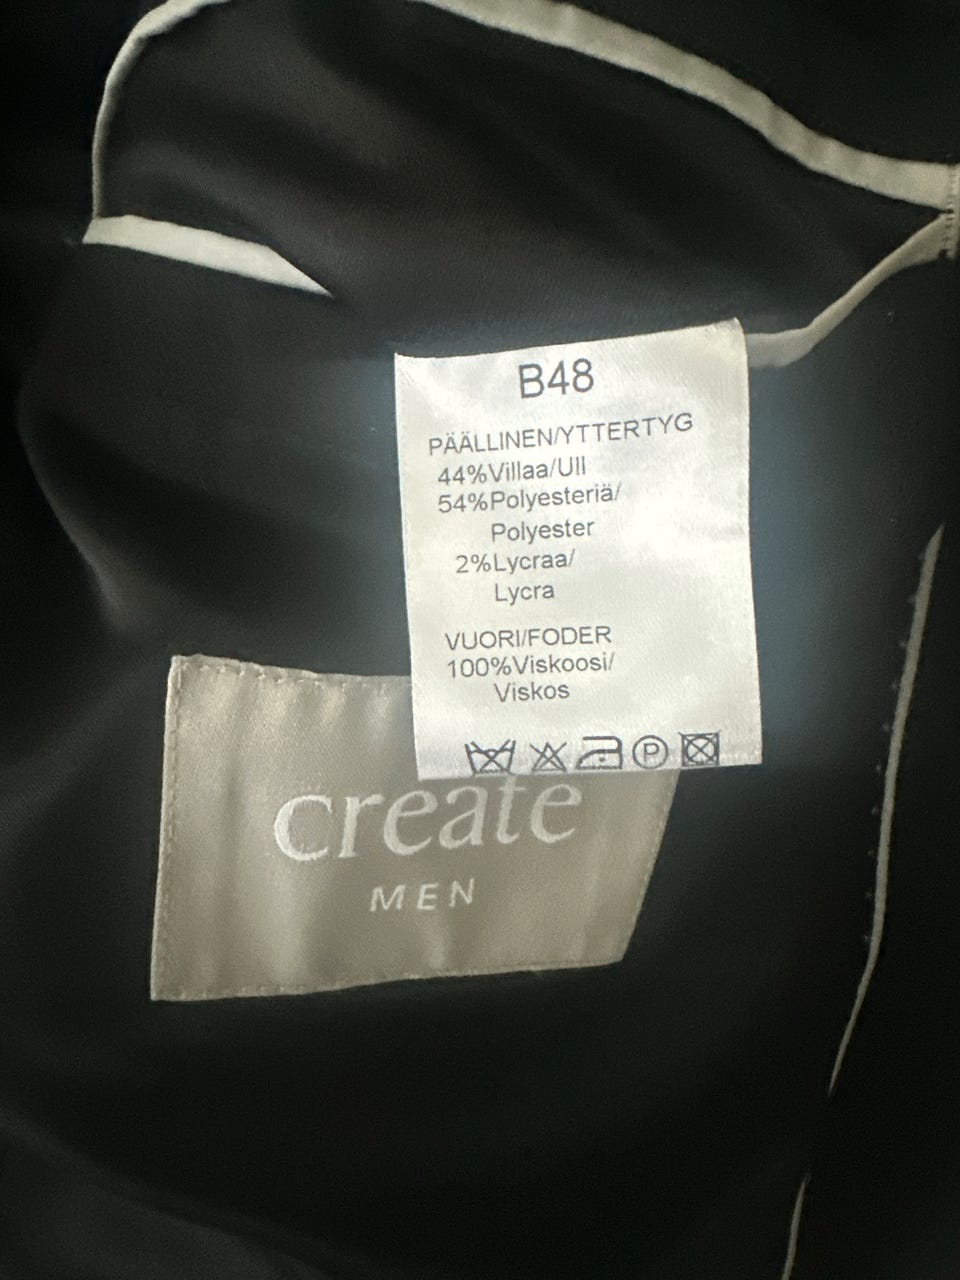 B48
PÄÄLLINEN/YTTERTYG
44%Villaa/Ull
54%Polyesteriä/
Polyester
2%Lycraa/
Lycra
VUORI/FODER
100%Viskoosi/
Viskos
P
create
MEN